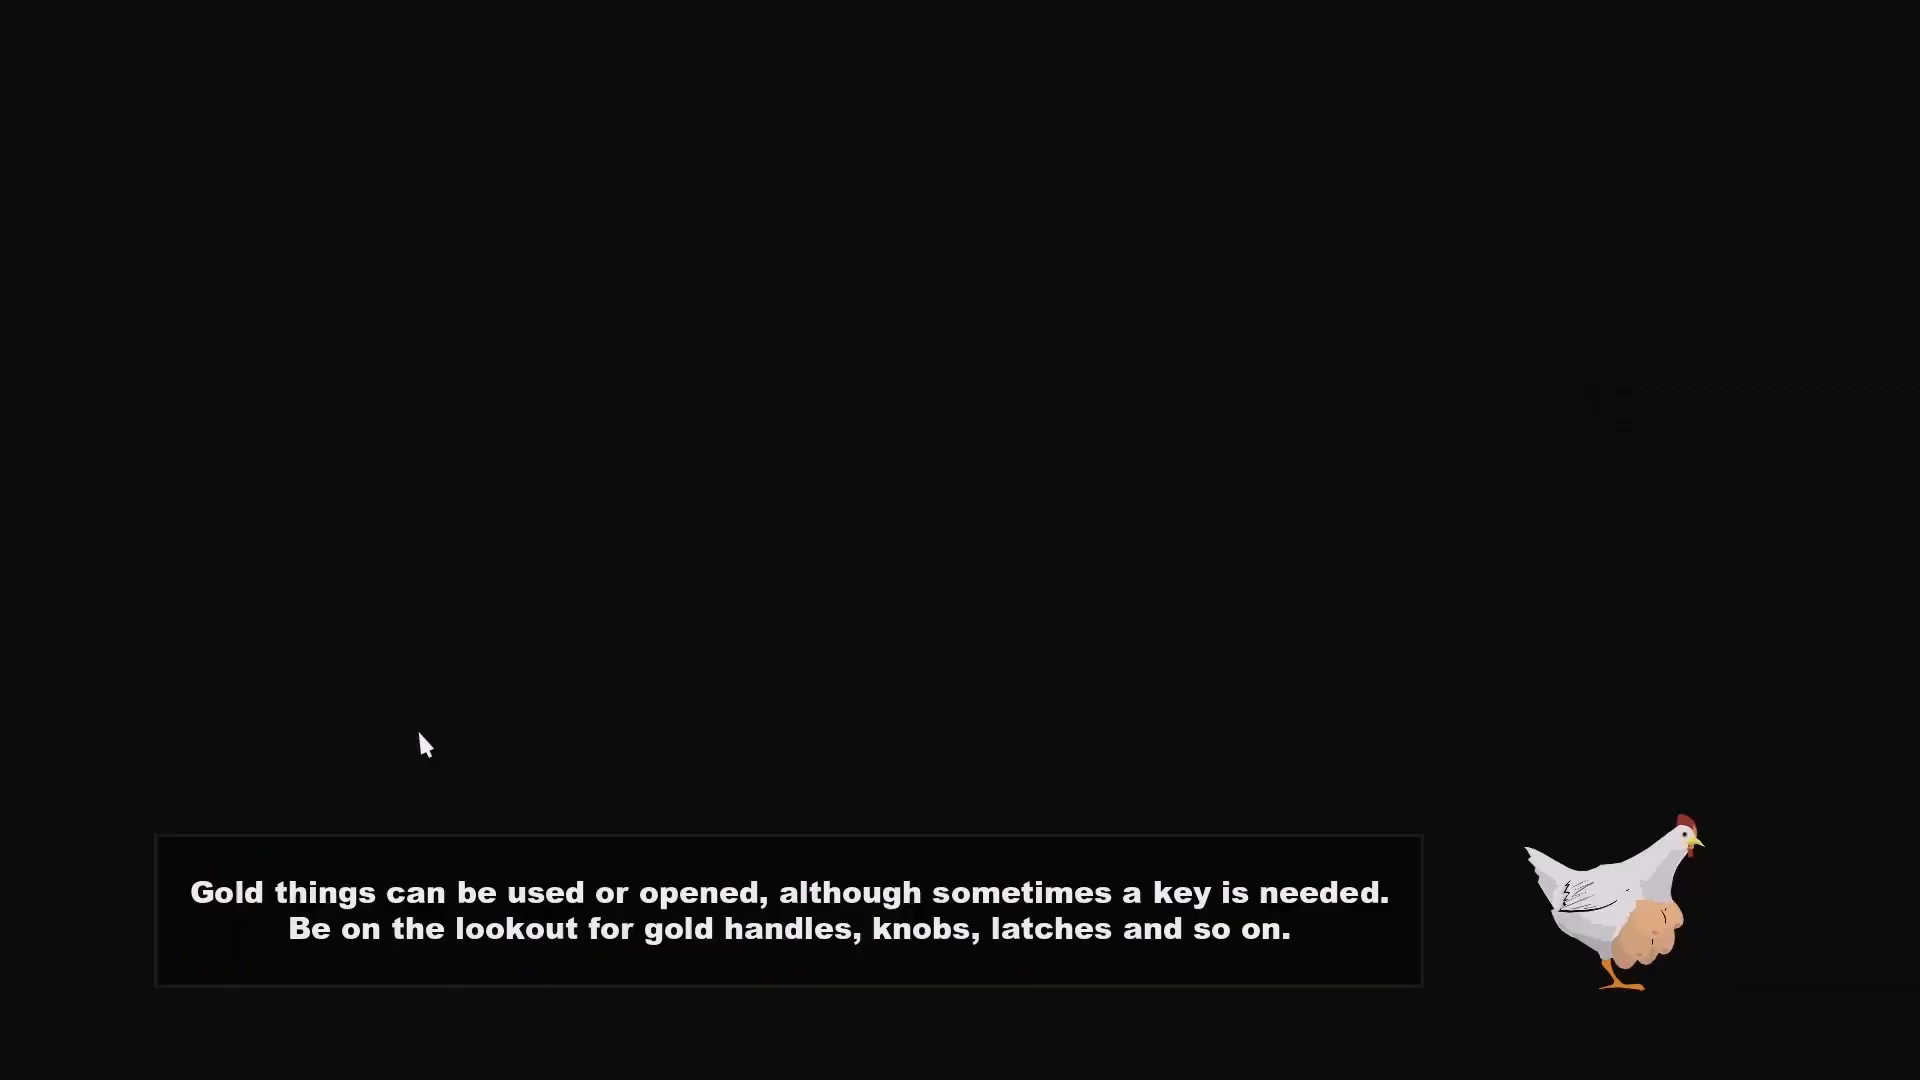 Gold things can be used or opened, although sometimes a key is needed.
Be on the lookout for gold handles, knobs, latches and so on.